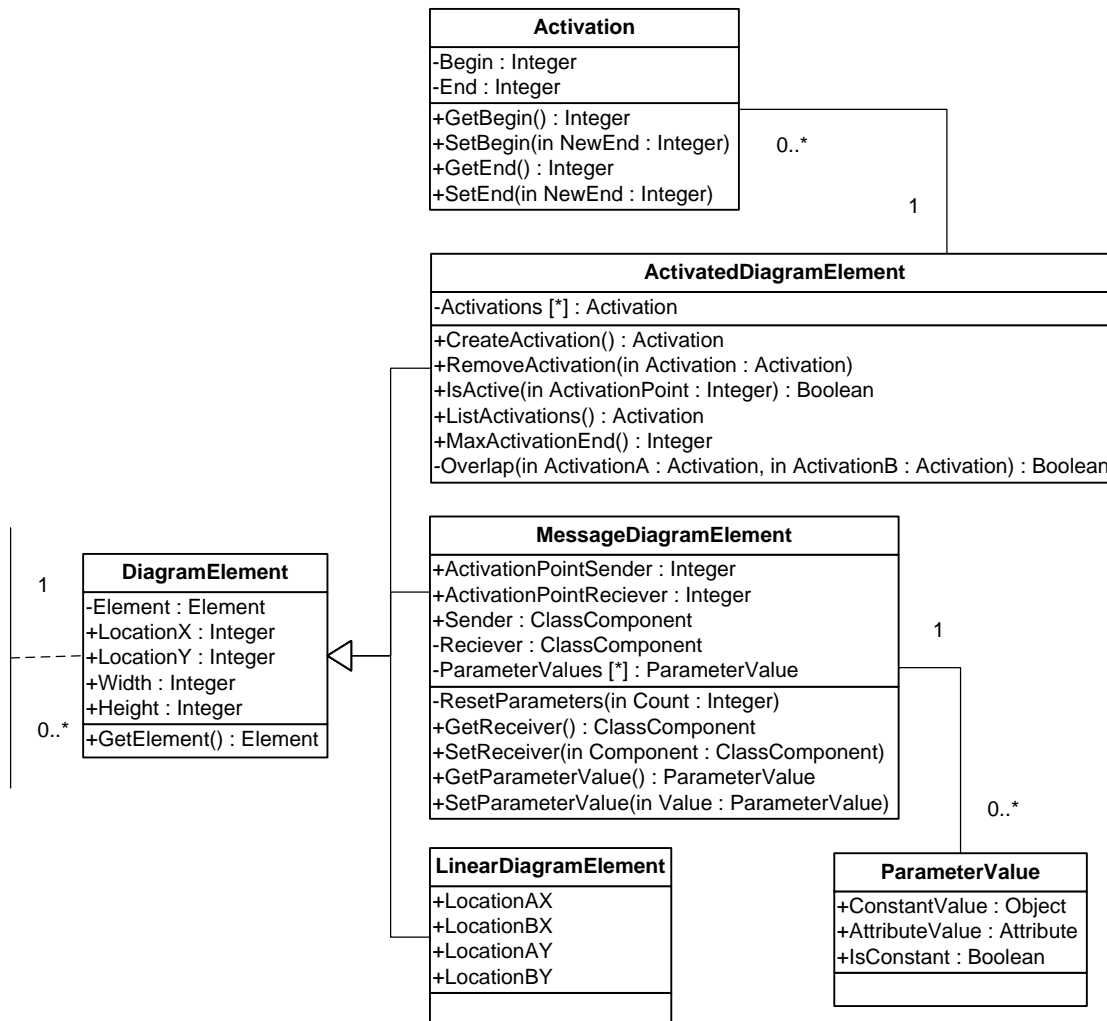 Activation
-Begin : Integer
-End : Integer
+GetBegin() : Integer
+SetBegin(in NewEnd : Integer)
+GetEnd() : Integer
+SetEnd(in NewEnd : Integer)
0..*
1
ActivatedDiagramElement
-Activations [*] : Activation
+CreateActivation() : Activation
+RemoveActivation(in Activation : Activation)
+IsActive(in ActivationPoint : Integer) : Boolean
+ListActivations() : Activation
+MaxActivationEnd() : Integer
-Overlap(in ActivationA : Activation, in ActivationB : Activation) : Boolean
1
0..*
DiagramElement
-Element : Element
+LocationX : Integer
+LocationY : Integer
+Width : Integer
+Height : Integer
+GetElement() : Element
MessageDiagramElement
+ActivationPointSender : Integer
+ActivationPointReciever : Integer
+Sender : ClassComponent
-Reciever : ClassComponent
-ParameterValues [*] : ParameterValue
-ResetParameters(in Count : Integer)
+GetReceiver() : ClassComponent
+SetReceiver(in Component : ClassComponent)
+GetParameterValue() : ParameterValue
+SetParameterValue(in Value : ParameterValue)
1
0..*
LinearDiagramElement
+LocationAX
+LocationBX
+LocationAY
+LocationBY
ParameterValue
+ConstantValue : Object
+AttributeValue : Attribute
+IsConstant : Boolean